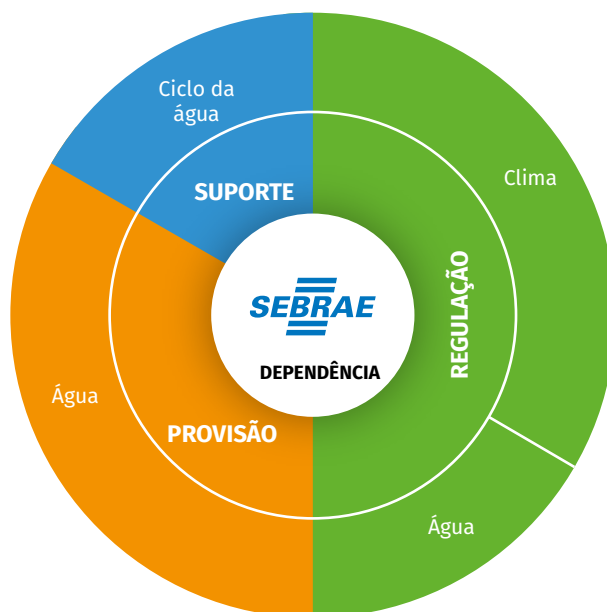 Ciclo da
água
SUPORTE
Clima
REGULAÇÃO
SEBRAE
DEPENDÊNCIA
Água
PROVISÃO
Água